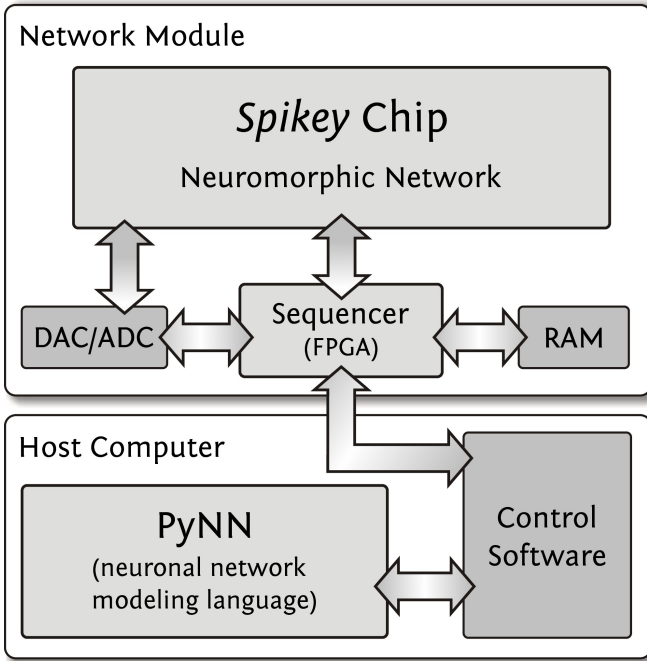 Network Module
Spikey Chip
Neuromorphic Network
DAC/ADC
Sequencer
(FPGA)
RAM
Host Computer
PyNN
(neuronal network
modeling language)
Control
Software